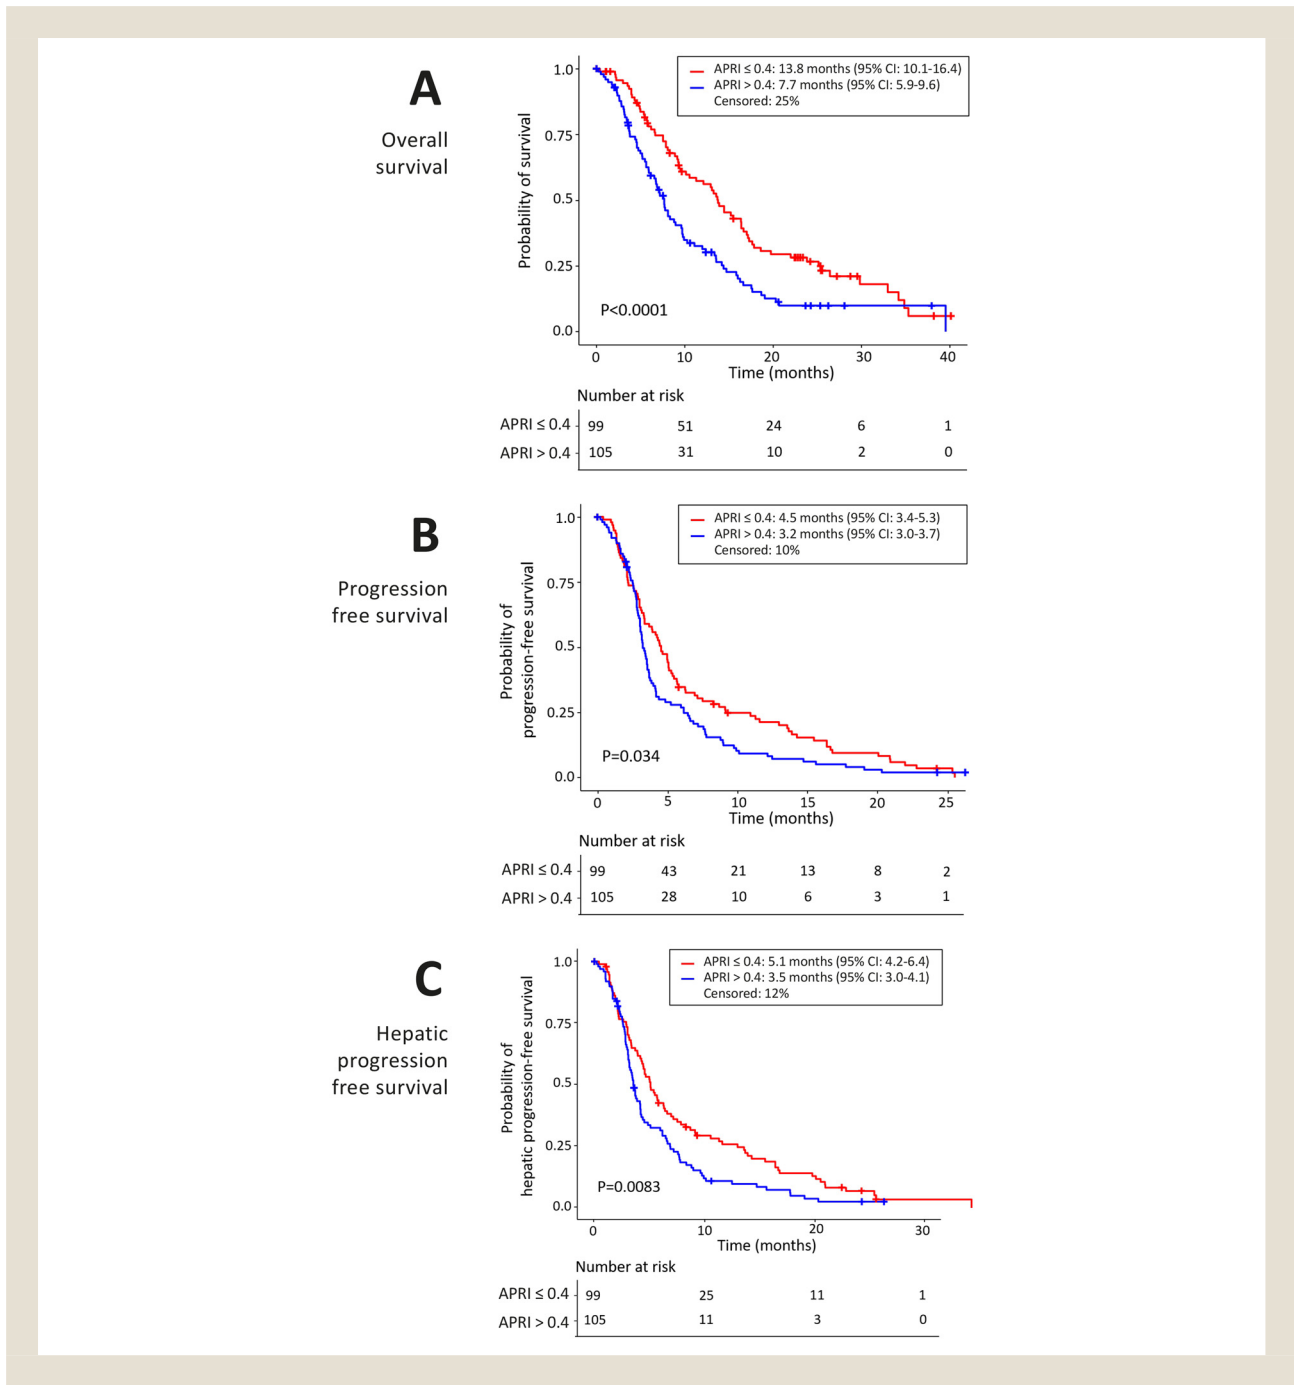 A
Overall
survival
APRI ≤ 0.4: 13.8 months (95% CI: 10.1-16.4)
APRI > 0.4: 7.7 months (95% CI: 5.9-9.6)
Censored: 25%
Probability of survival
1.0
0.75
0.5
0.25
0.0
P<0.0001
0 10 20 30 40
Time (months)
Number at risk
APRI ≤ 0.4 99 51 24 6 1
APRI > 0.4 105 31 10 2 0
B
Progression
free survival
APRI ≤ 0.4: 4.5 months (95% CI: 3.4-5.3)
APRI > 0.4: 3.2 months (95% CI: 3.0-3.7)
Censored: 10%
Probability of
progression-free survival
1.0
0.75
0.5
0.25
0.0
P=0.034
0 5 10 15 20 25
Time (months)
Number at risk
APRI ≤ 0.4 99 43 21 13 8 2
APRI > 0.4 105 28 10 6 3 1
C
Hepatic
progression
free survival
APRI ≤ 0.4: 5.1 months (95% CI: 4.2-6.4)
APRI > 0.4: 3.5 months (95% CI: 3.0-4.1)
Censored: 12%
Probability of
hepatic progression-free survival
1.0
0.75
0.5
0.25
0.0
P=0.0083
0 10 20 30
Time (months)
Number at risk
APRI ≤ 0.4 99 25 11 1
APRI > 0.4 105 11 3 0